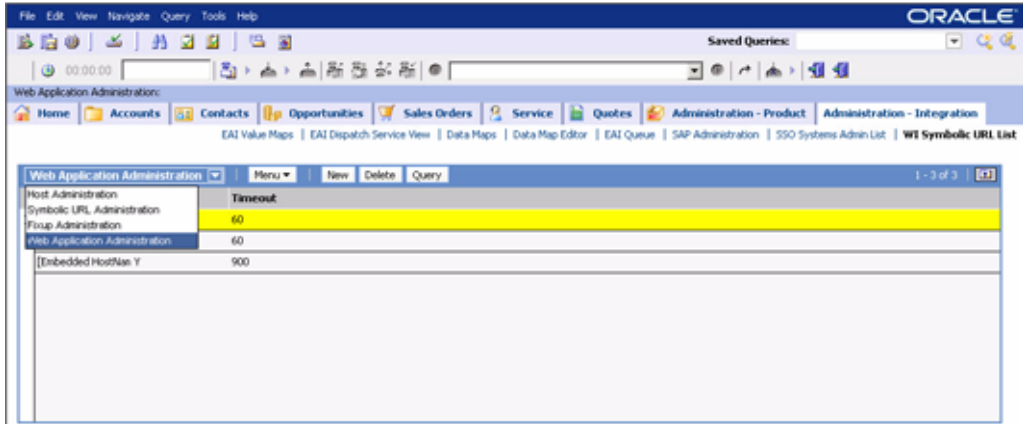 File Edit View Navigate Query Tools Help ORACLE
Saved Queries:
00:00:00
Web Application Administration:
Home Accounts Contacts Opportunities Sales Orders Service Quotes Administration - Product Administration - Integration
EAI Value Maps | EAI Dispatch Service View | Data Maps | Data Map Editor | EAI Queue | SAP Administration | SSO Systems Admin List | WI Symbolic URL List
Web Application Administration Menu New Delete Query 1 - 3 of 3
Host Administration
Symbolic URL Administration
Fixup Administration
Web Application Administration
Timeout
60
60
[Embedded HostNan Y 900